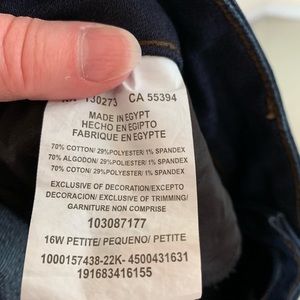 130273 CA 55394
MADE IN EGYPT
HECHO EN EGIPTO
FABRIQUE EN EGYPTE
70% COTTON/ 29%POLYESTER/ 1% SPANDEX
70% ALGODON/ 29%POLYESTER/ 1% SPANDEX
70% COTON/ 29%POLYESTER/ 1% SPANDEX
EXCLUSIVE OF DECORATION/EXCEPTO
DECORACION/ EXCLUSIVE OF TRIMMING/
GARNITURE NON COMPRISE
103087177
16W PETITE/ PEQUENO/ PETITE
1000157438-22K- 4500431631
191683416155